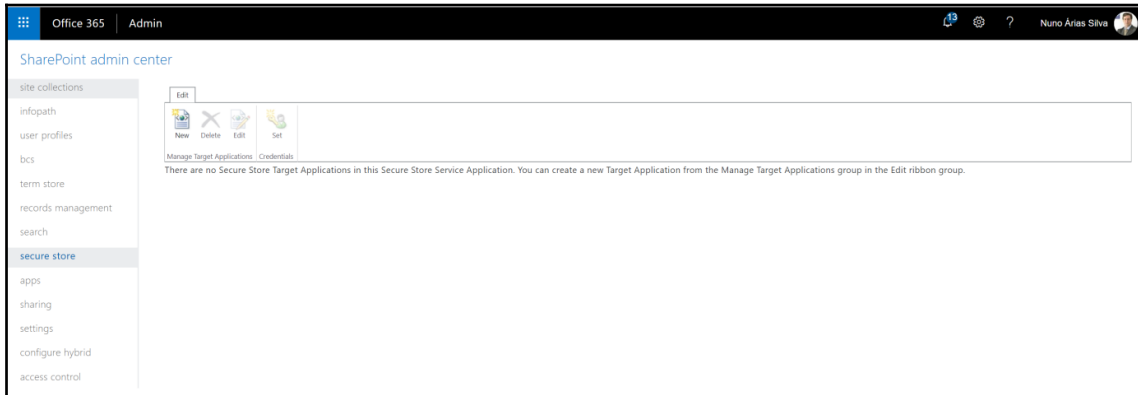 Office 365 Admin 13 ? Nuno Árias Silva
SharePoint admin center
site collections
infopath
user profiles
bcs
term store
records management
search
secure store
apps
sharing
settings
configure hybrid
access control
Edit
New Delete Edit Set
Manage Target Applications Credentials
There are no Secure Store Target Applications in this Secure Store Service Application. You can create a new Target Application from the Manage Target Applications group in the Edit ribbon group.